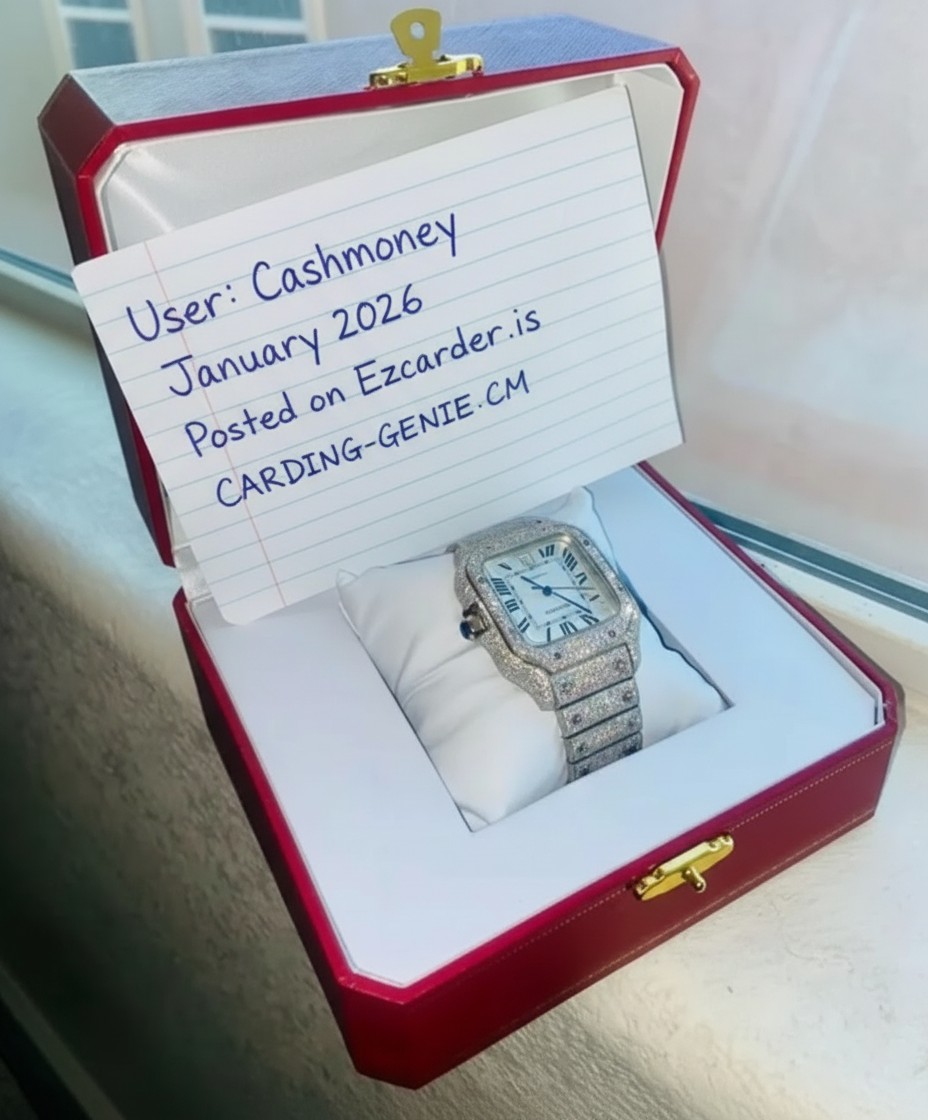 User: Cashmoney
January 2026
Posted on Ezcarder.is
CARDING-GENIE.CM